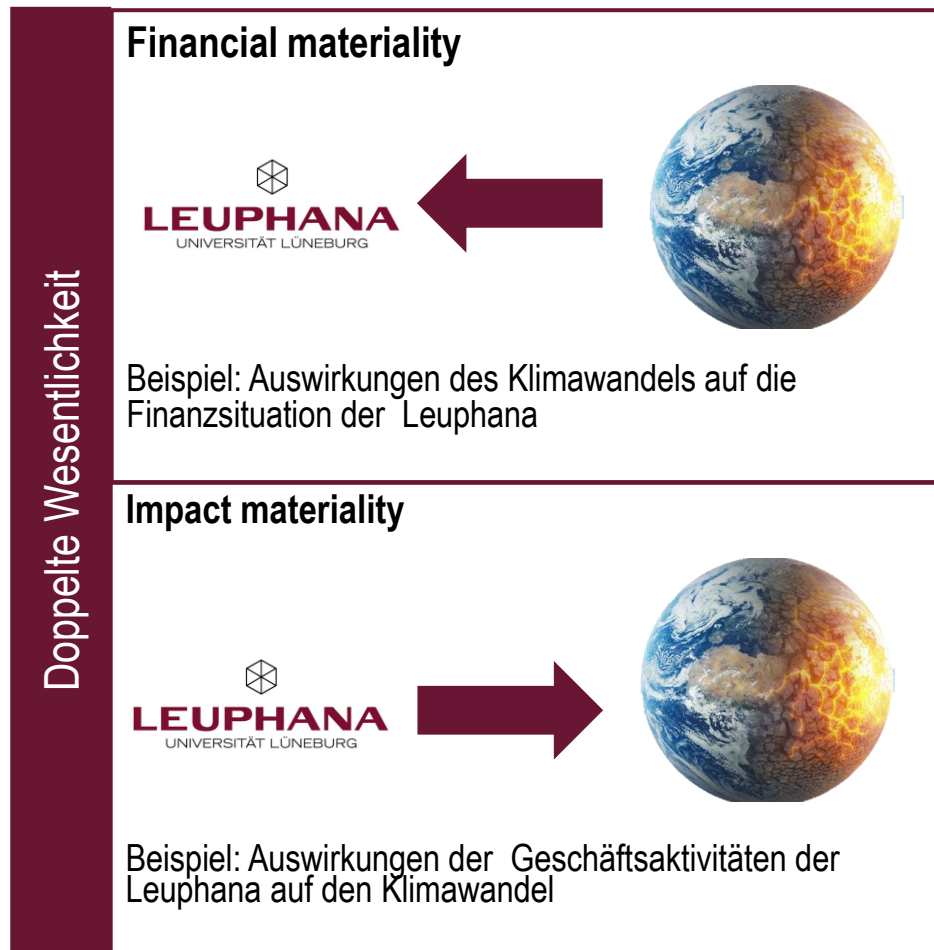 Doppelte Wesentlichkeit
Financial materiality
LEUPHANA
UNIVERSITÄT LÜNEBURG
Beispiel: Auswirkungen des Klimawandels auf die
Finanzsituation der Leuphana
Impact materiality
LEUPHANA
UNIVERSITÄT LÜNEBURG
Beispiel: Auswirkungen der Geschäftsaktivitäten der
Leuphana auf den Klimawandel